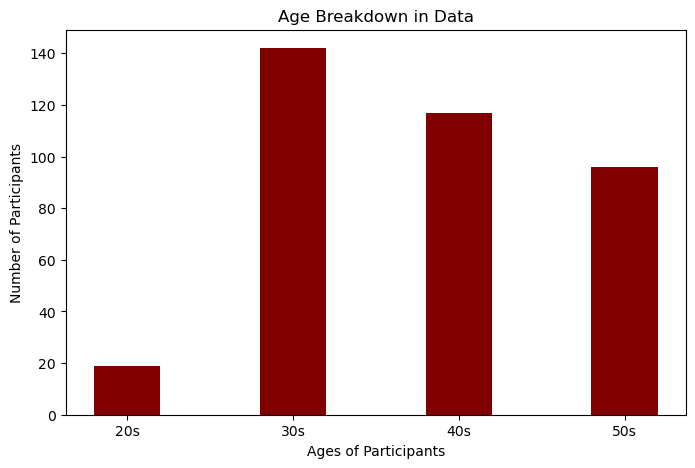 Age Breakdown in Data
Number of Participants
140
120
100
80
60
40
20
0
20s
30s
40s
50s
Ages of Participants